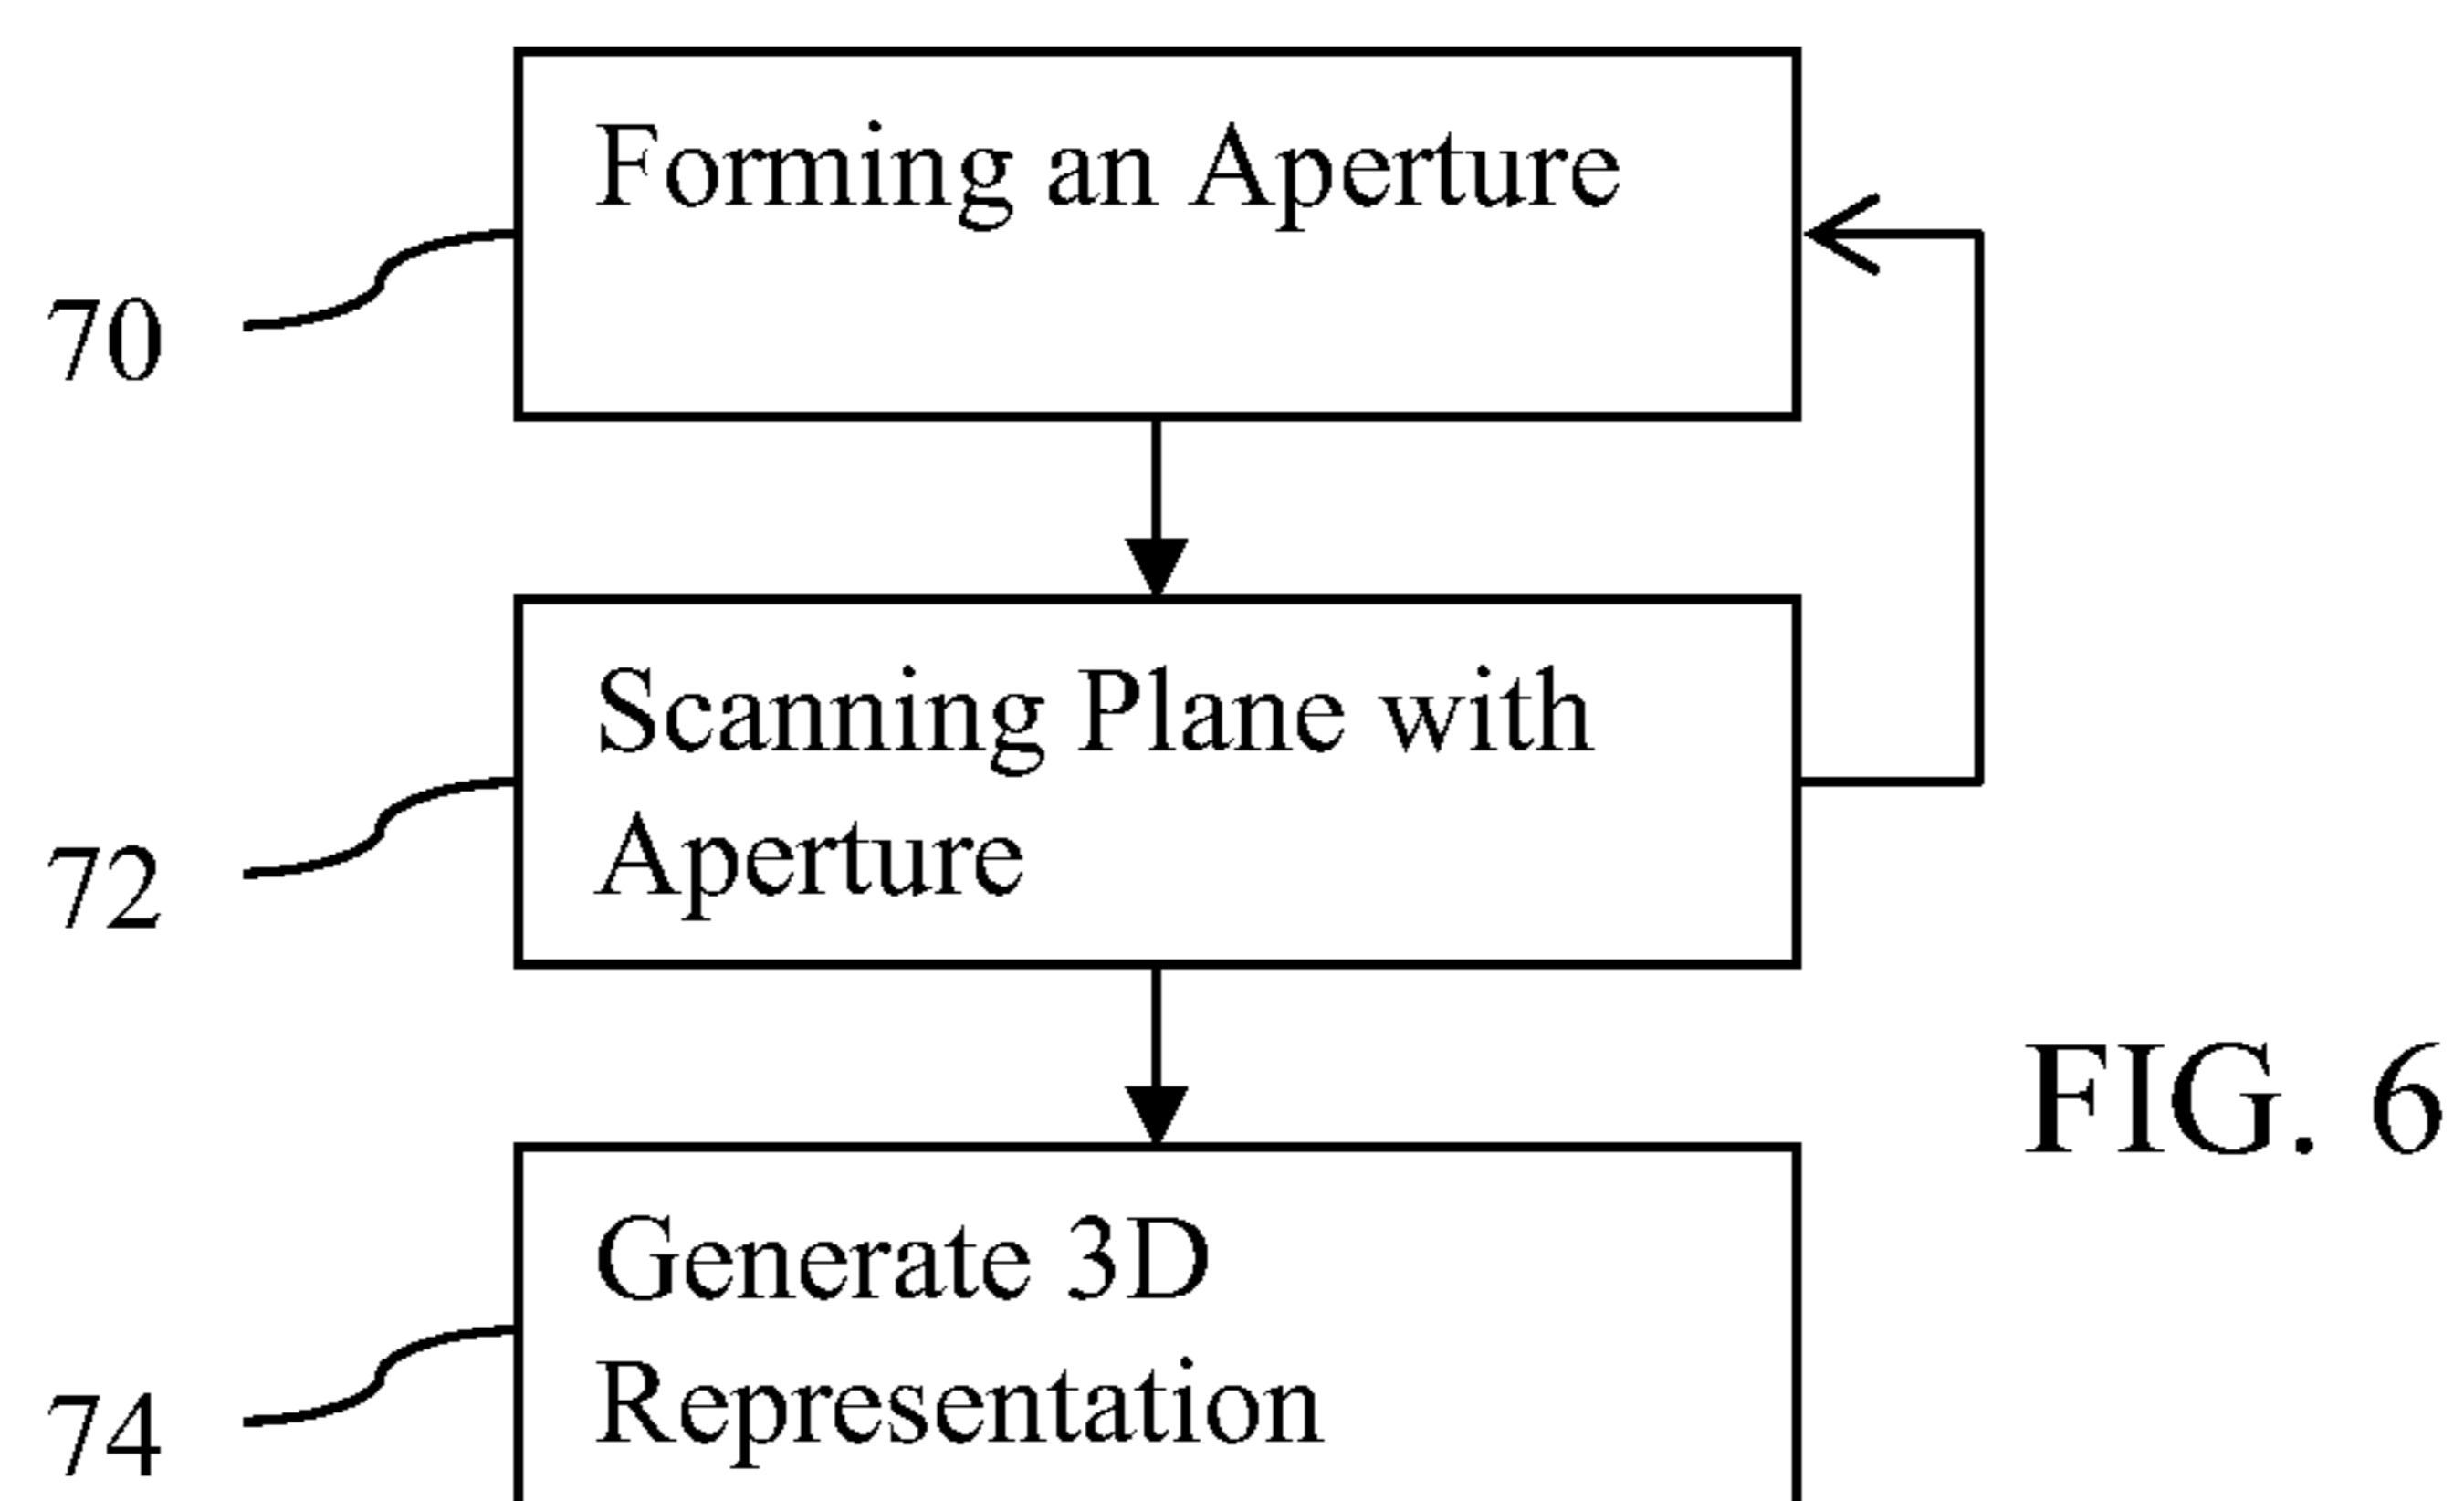 Forming an Aperture
70
Scanning Plane with
Aperture
72
FIG. 6
Generate 3D
Representation
74